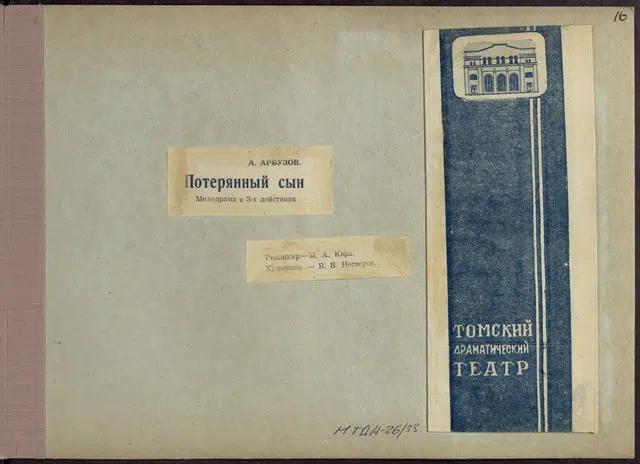 16
А. АРБУЗОВ.
Потерянный сын
Мелодрама в 3-х действиях
Режиссер—М. А. Юфа.
Художник — В. В. Нестеров.
ТОМСКИЙ
ДРАМАТИЧЕСКИЙ
ТЕАТР
МТДН-26/33